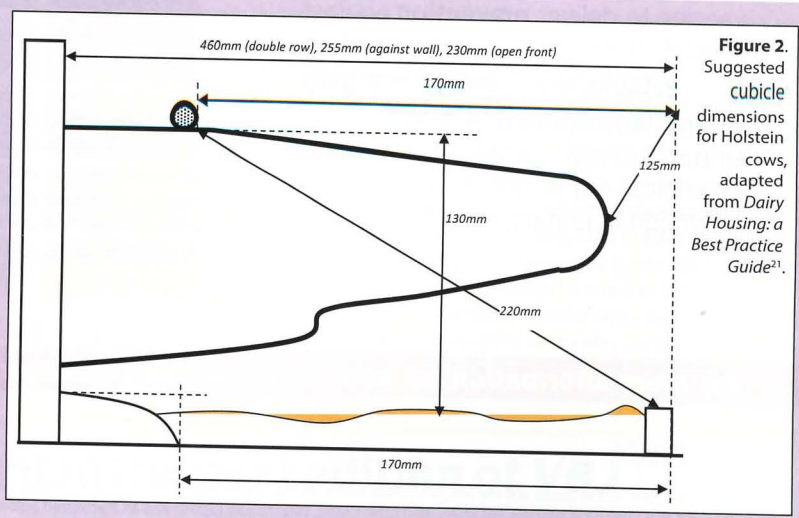 460mm (double row), 255mm (against wall), 230mm (open front)
170mm
125mm
130mm
220mm
170mm
Figure 2.
Suggested
cubicle
dimensions
for Holstein
cows,
adapted
from Dairy
Housing: a
Best Practice
Guide²¹.